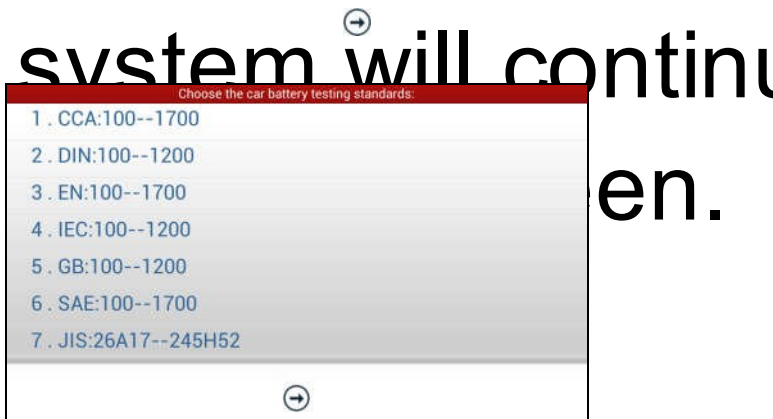 system will continu
een.
Choose the car battery testing standards:
1 . CCA:100--1700
2 . DIN:100--1200
3 . EN:100--1700
4 . IEC:100--1200
5 . GB:100--1200
6 . SAE:100--1700
7 . JIS:26A17--245H52